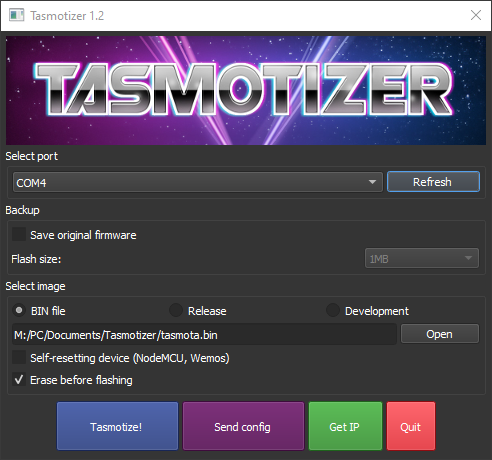 Tasmotizer 1.2
TASMOTIZER
Select port
COM4 Refresh
Backup
Save original firmware
Flash size: 1MB
Select image
BIN file Release Development
M:/PC/Documents/Tasmotizer/tasmota.bin Open
Self-resetting device (NodeMCU, Wemos)
Erase before flashing
Tasmotize! Send config Get IP Quit